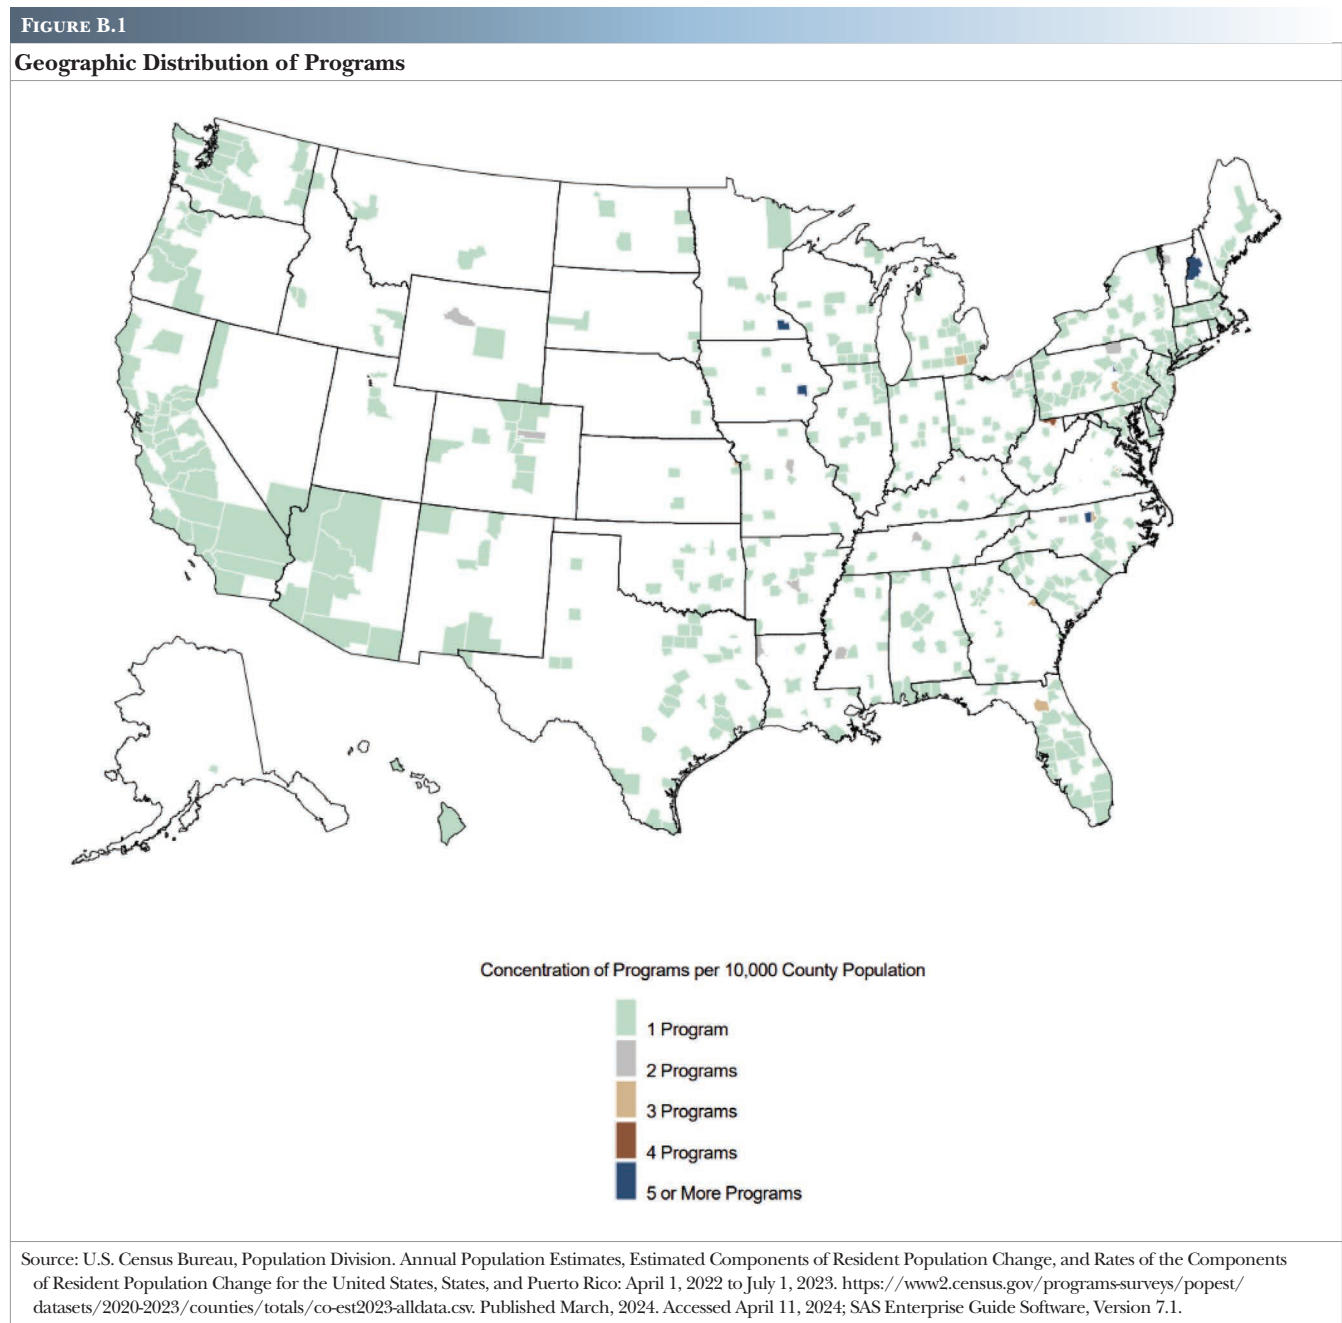 FIGURE B.1
Geographic Distribution of Programs
Concentration of Programs per 10,000 County Population
1 Program
2 Programs
3 Programs
4 Programs
5 or More Programs
Source: U.S. Census Bureau, Population Division. Annual Population Estimates, Estimated Components of Resident Population Change, and Rates of the Components
of Resident Population Change for the United States, States, and Puerto Rico: April 1, 2022 to July 1, 2023. https://www2.census.gov/programs-surveys/popest/
datasets/2020-2023/counties/totals/co-est2023-alldata.csv. Published March, 2024. Accessed April 11, 2024; SAS Enterprise Guide Software, Version 7.1.